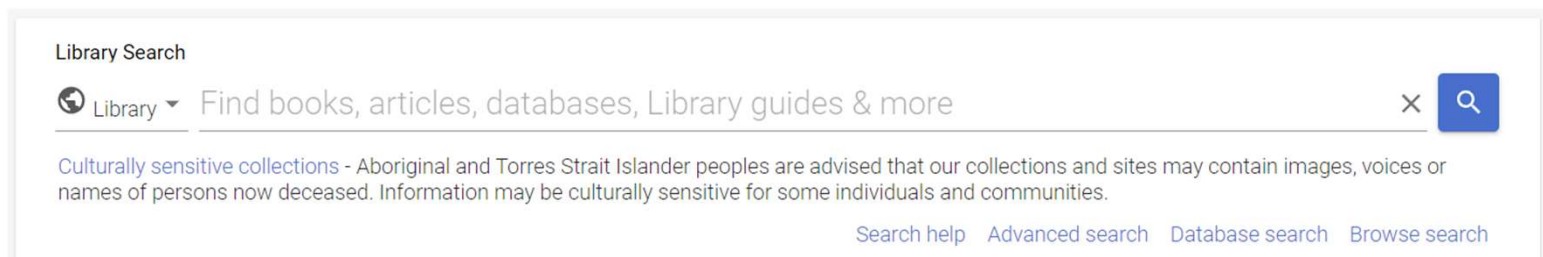 Library Search
Library Find books, articles, databases, Library guides & more
Culturally sensitive collections - Aboriginal and Torres Strait Islander peoples are advised that our collections and sites may contain images, voices or
names of persons now deceased. Information may be culturally sensitive for some individuals and communities.
Search help Advanced search Database search Browse search